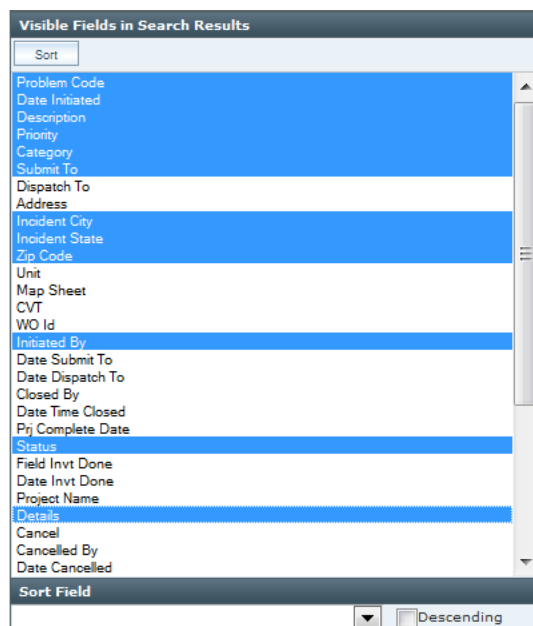 Visible Fields in Search Results
Sort
Problem Code
Date Initiated
Description
Priority
Category
Submit To
Dispatch To
Address
Incident City
Incident State
Zip Code
Unit
Map Sheet
CVT
WO Id
Initiated By
Date Submit To
Date Dispatch To
Closed By
Date Time Closed
Prj Complete Date
Status
Field Invt Done
Date Invt Done
Project Name
Details
Cancel
Cancelled By
Date Cancelled
Sort Field
Descending